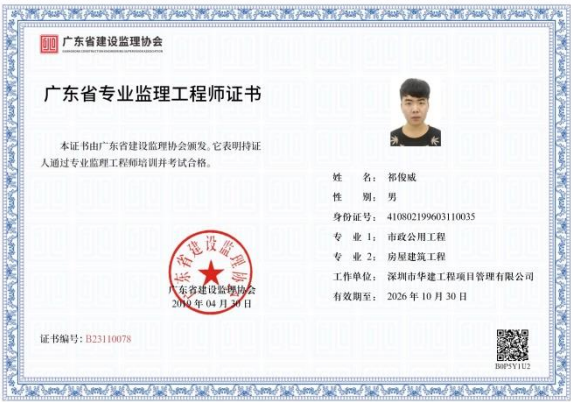 广东省建设监理协会
广东省专业监理工程师证书
本证书由广东省建设监理协会颁发。它表明持证
人通过专业监理工程师培训并考试合格。
姓 名: 祁俊威
性 别: 男
身份证号: 410802199603110035
专 业 1: 市政公用工程
专 业 2: 房屋建筑工程
工作单位: 深圳市华建工程项目管理有限公司
有效期至: 2026 年 10 月 30 日
广东省建设监理协会
广东省建设监理协会
2019 年 04 月 30 日
证书编号: B23110078
B0P5Y1U2